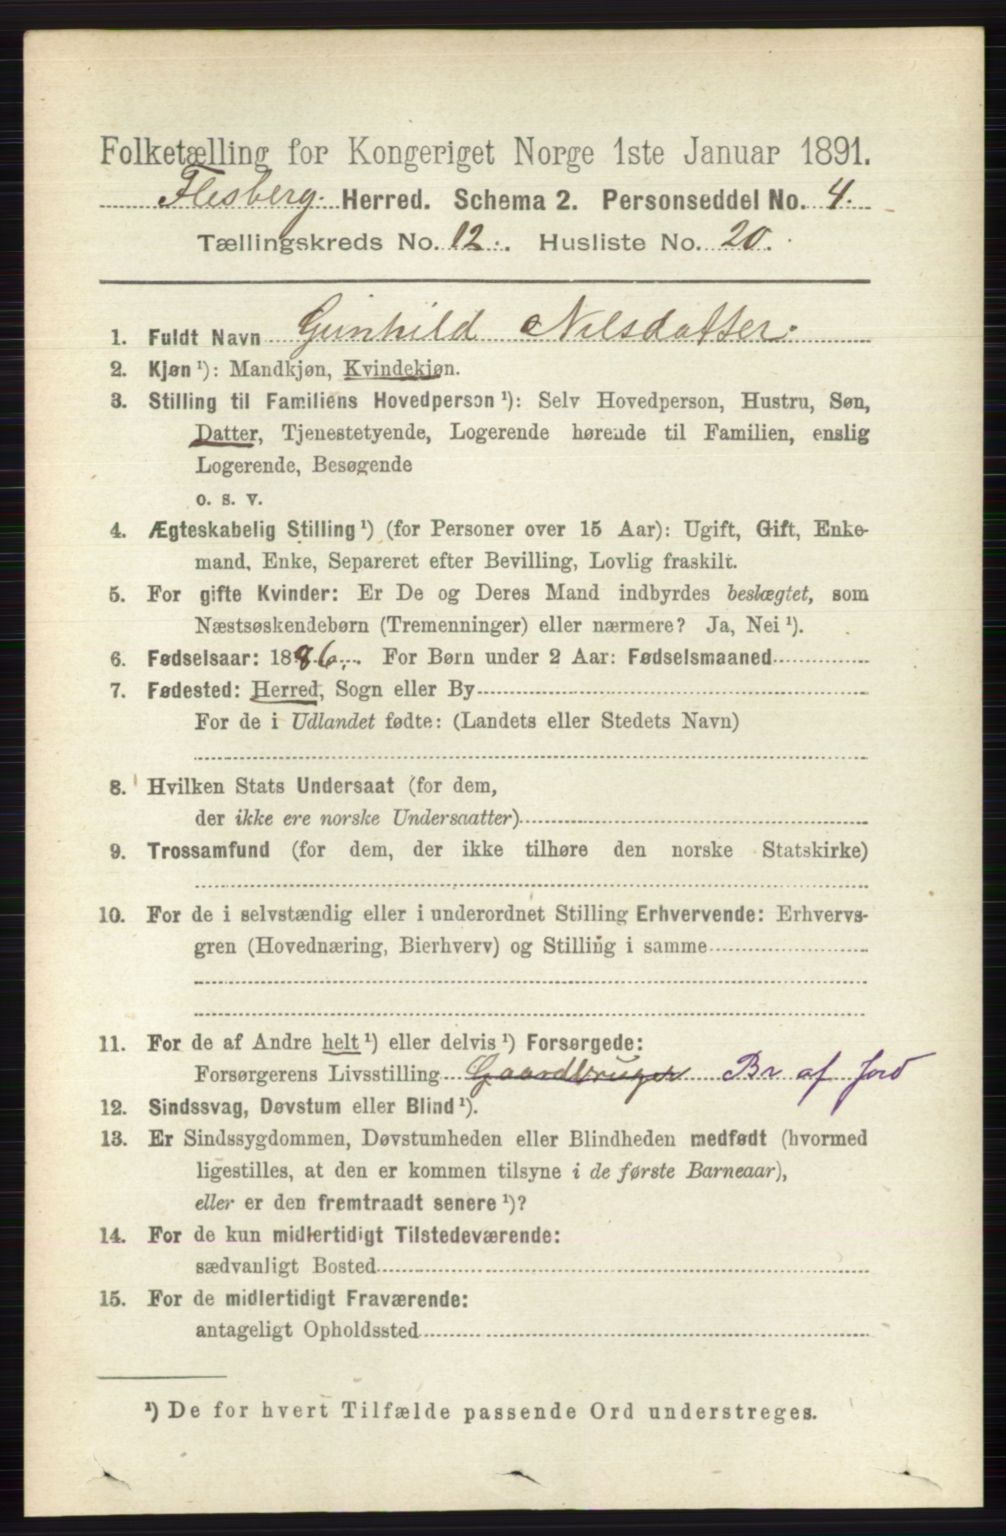 Folketælling for Kongeriget Norge 1ste Januar 1891.
Flesberg. Herred. Schema 2. Personseddel No. 4.
Tællingskreds No. 12. Husliste No. 20.
1. Fuldt Navn Gunhild Nilsdatter.
2. Kjøn ¹): Mandkjøn, Kvindekjøn.
3. Stilling til Familiens Hovedperson ¹): Selv Hovedperson, Hustru, Søn,
Datter, Tjenestetyende, Logerende hørende til Familien, enslig
Logerende, Besøgende
o. s. v.
4. Ægteskabelig Stilling ¹) (for Personer over 15 Aar): Ugift, Gift, Enke-
mand, Enke, Separeret efter Bevilling, Lovlig fraskilt.
5. For gifte Kvinder: Er De og Deres Mand indbyrdes beslægtet, som
Næstsøskendebørn (Tremenninger) eller nærmere? Ja, Nei ¹).
6. Fødselsaar: 1886. For Børn under 2 Aar: Fødselsmaaned
7. Fødested: Herred, Sogn eller By
For de i Udlandet fødte: (Landets eller Stedets Navn)
8. Hvilken Stats Undersaat (for dem,
der ikke ere norske Undersaatter)
9. Trossamfund (for dem, der ikke tilhøre den norske Statskirke)
10. For de i selvstændig eller i underordnet Stilling Erhvervende: Erhvervs-
gren (Hovednæring, Bierhverv) og Stilling i samme
11. For de af Andre helt ¹) eller delvis ¹) Forsørgede:
Forsørgerens Livsstilling Gaardbruger Br af jord
12. Sindssvag, Døvstum eller Blind ¹).
13. Er Sindssygdommen, Døvstumheden eller Blindheden medfødt (hvormed
ligestilles, at den er kommen tilsyne i de første Barneaar),
eller er den fremtraadt senere ¹)?
14. For de kun midlertidigt Tilstedeværende:
sædvanligt Bosted
15. For de midlertidigt Fraværende:
antageligt Opholdssted
¹) De for hvert Tilfælde passende Ord understreges.